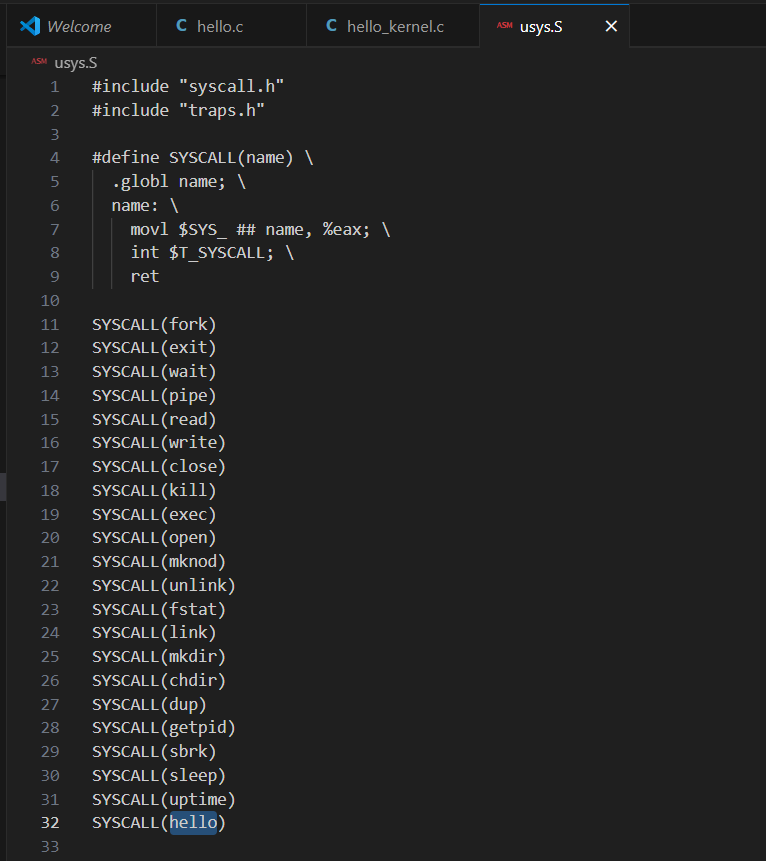 Welcome
C hello.c
C hello_kernel.c
ASM usys.S ×
ASM usys.S
1 #include "syscall.h"
2 #include "traps.h"
3
4 #define SYSCALL(name) \
5   .globl name; \
6   name: \
7     movl $SYS_ ## name, %eax; \
8     int $T_SYSCALL; \
9     ret
10
11 SYSCALL(fork)
12 SYSCALL(exit)
13 SYSCALL(wait)
14 SYSCALL(pipe)
15 SYSCALL(read)
16 SYSCALL(write)
17 SYSCALL(close)
18 SYSCALL(kill)
19 SYSCALL(exec)
20 SYSCALL(open)
21 SYSCALL(mknod)
22 SYSCALL(unlink)
23 SYSCALL(fstat)
24 SYSCALL(link)
25 SYSCALL(mkdir)
26 SYSCALL(chdir)
27 SYSCALL(dup)
28 SYSCALL(getpid)
29 SYSCALL(sbrk)
30 SYSCALL(sleep)
31 SYSCALL(uptime)
32 SYSCALL(hello)
33